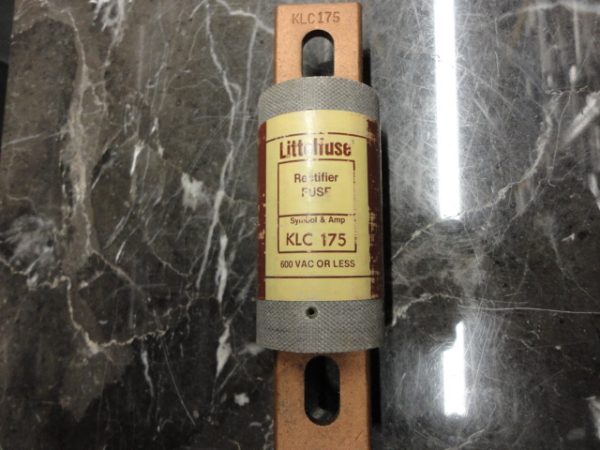 KLC175
Littelfuse
Rectifier
FUSE
Symbol & Amp
KLC 175
600 VAC OR LESS